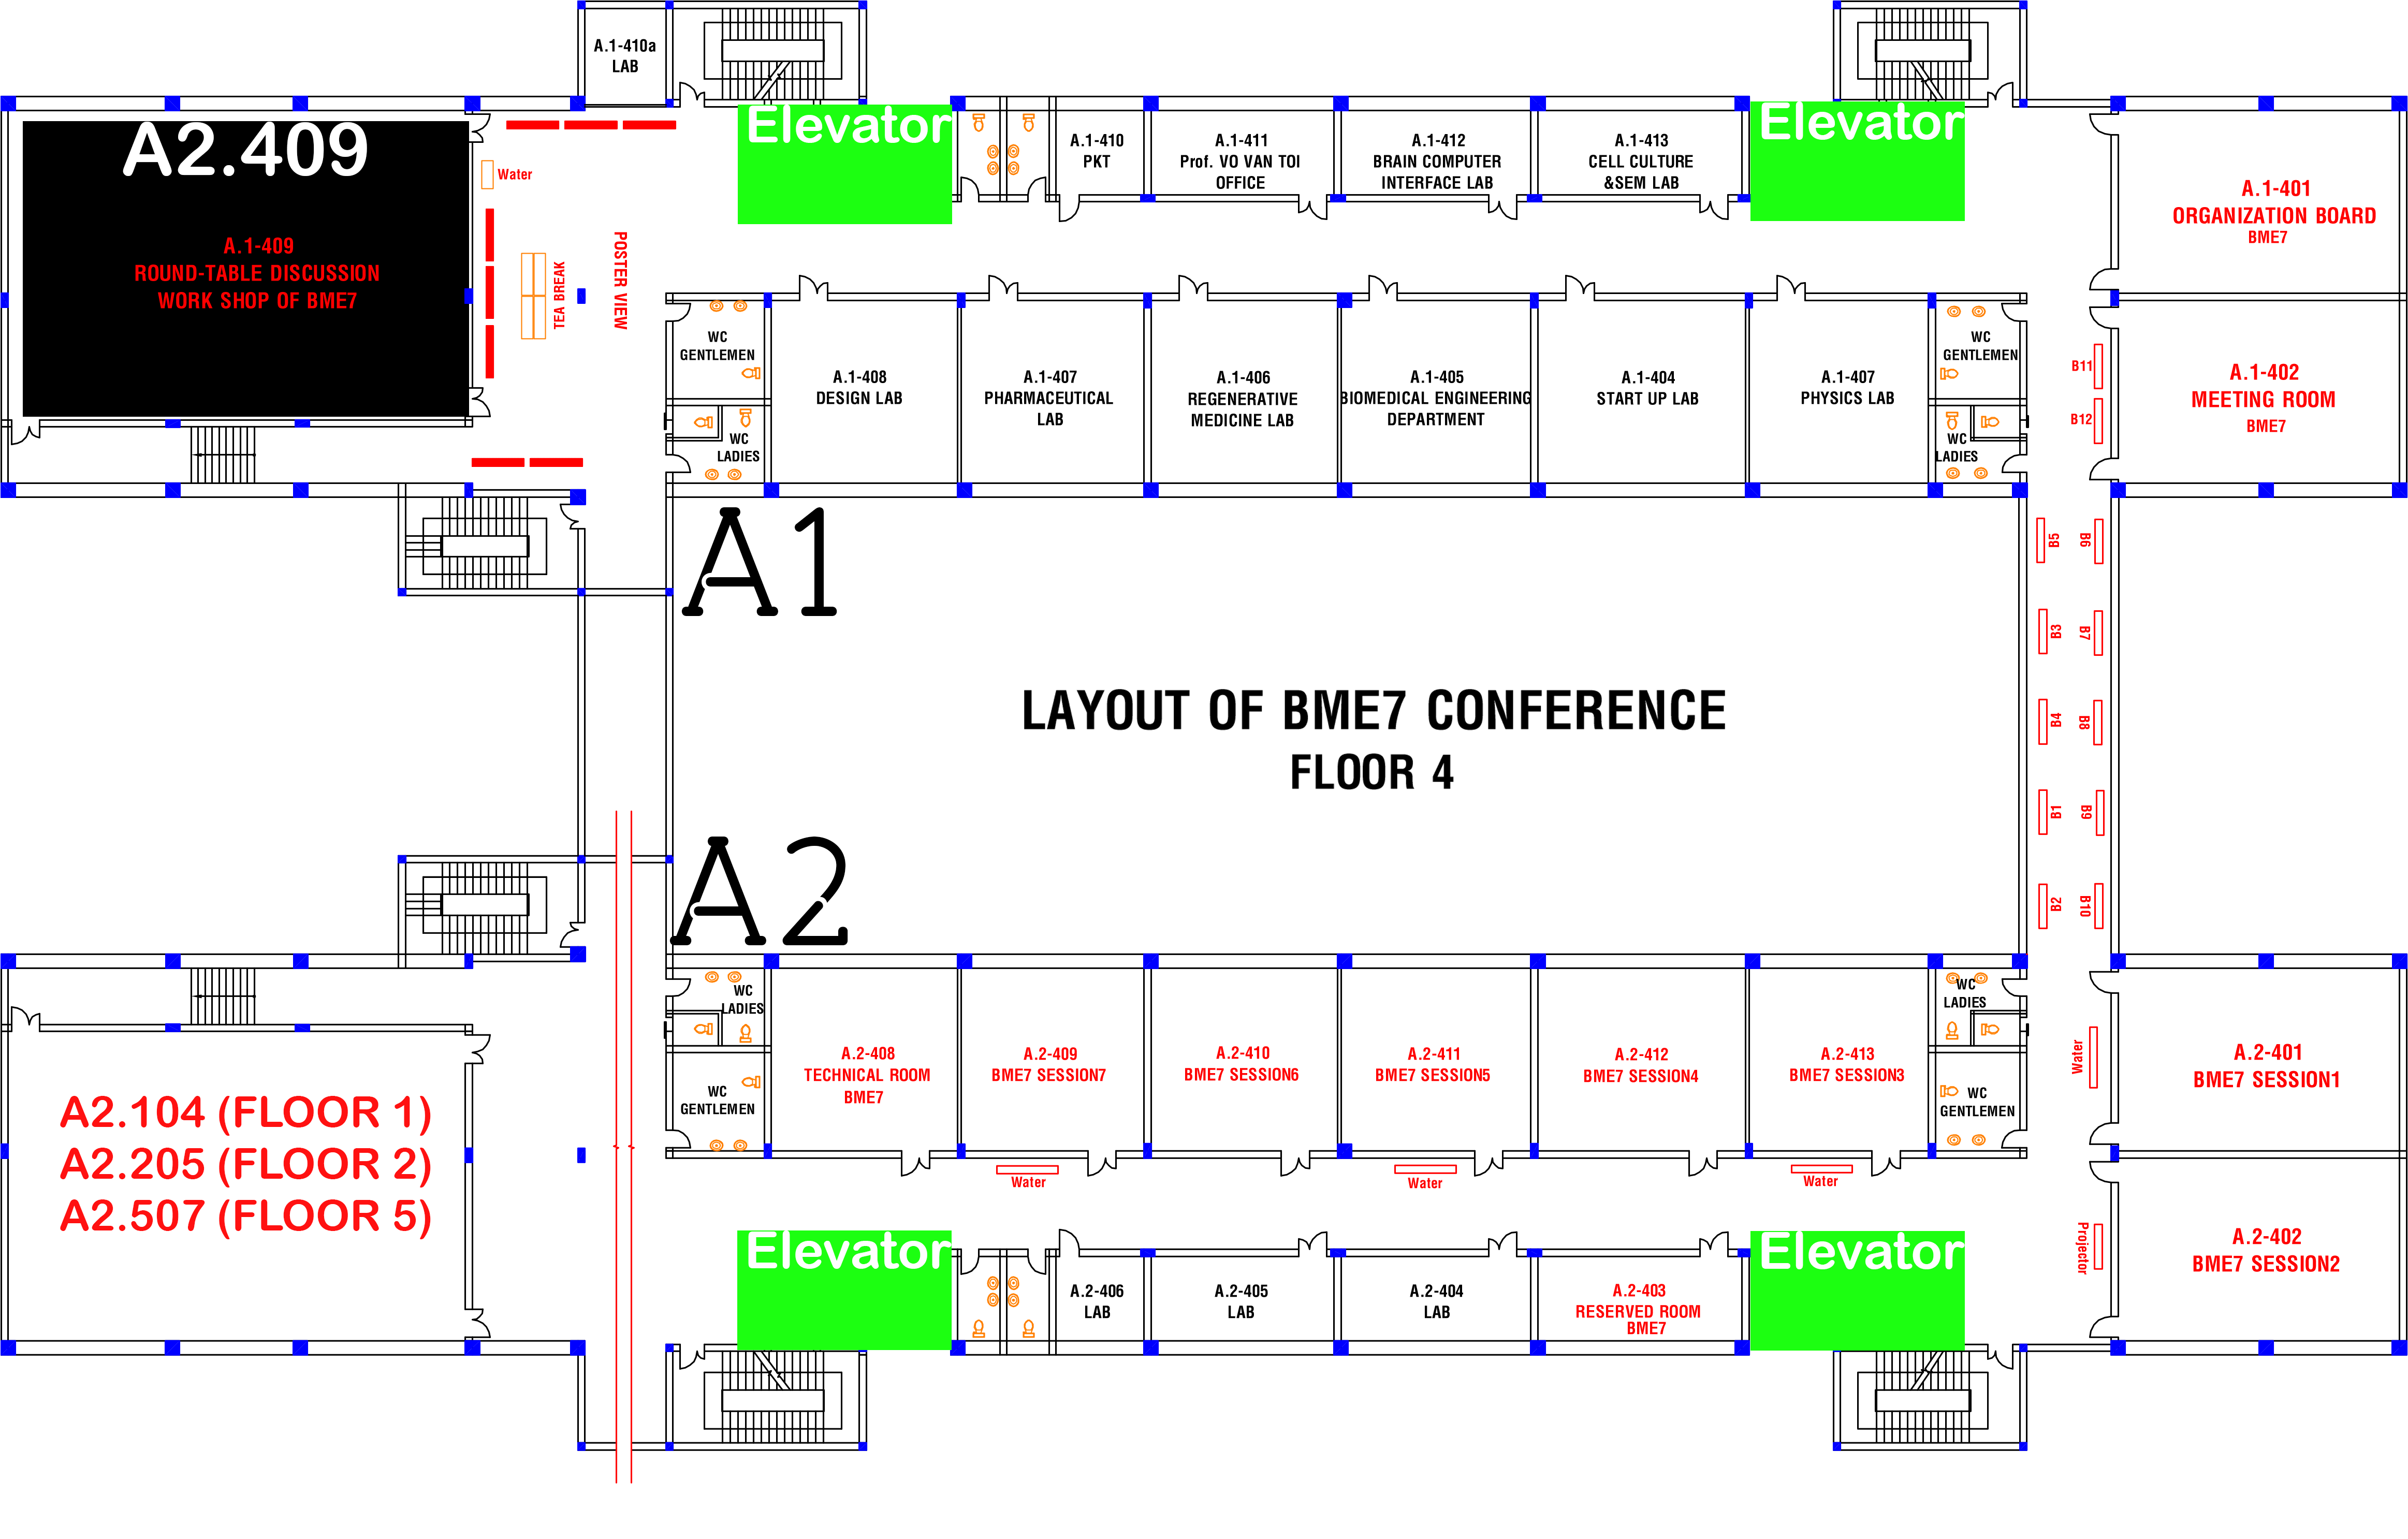 A.1-410a
LAB
A2.409
A.1-409
ROUND-TABLE DISCUSSION
WORK SHOP OF BME7
Water
TEA BREAK
POSTER VIEW
Elevator
A.1-410
PKT
A.1-411
Prof. VO VAN TOI
OFFICE
A.1-412
BRAIN COMPUTER
INTERFACE LAB
A.1-413
CELL CULTURE
&SEM LAB
Elevator
A.1-401
ORGANIZATION BOARD
BME7
WC
GENTLEMEN
WC
LADIES
A.1-408
DESIGN LAB
A.1-407
PHARMACEUTICAL
LAB
A.1-406
REGENERATIVE
MEDICINE LAB
A.1-405
BIOMEDICAL ENGINEERING
DEPARTMENT
A.1-404
START UP LAB
A.1-407
PHYSICS LAB
WC
GENTLEMEN
WC
LADIES
B11
B12
A.1-402
MEETING ROOM
BME7
A1
B5
B6
B3
B7
LAYOUT OF BME7 CONFERENCE
FLOOR 4
B4
B8
B1
B9
A2
B2
B10
A2.104 (FLOOR 1)
A2.205 (FLOOR 2)
A2.507 (FLOOR 5)
WC
LADIES
WC
GENTLEMEN
A.2-408
TECHNICAL ROOM
BME7
A.2-409
BME7 SESSION7
A.2-410
BME7 SESSION6
A.2-411
BME7 SESSION5
A.2-412
BME7 SESSION4
A.2-413
BME7 SESSION3
WC
LADIES
WC
GENTLEMEN
Water
A.2-401
BME7 SESSION1
Water
Water
Water
Elevator
A.2-406
LAB
A.2-405
LAB
A.2-404
LAB
A.2-403
RESERVED ROOM
BME7
Elevator
Projector
A.2-402
BME7 SESSION2